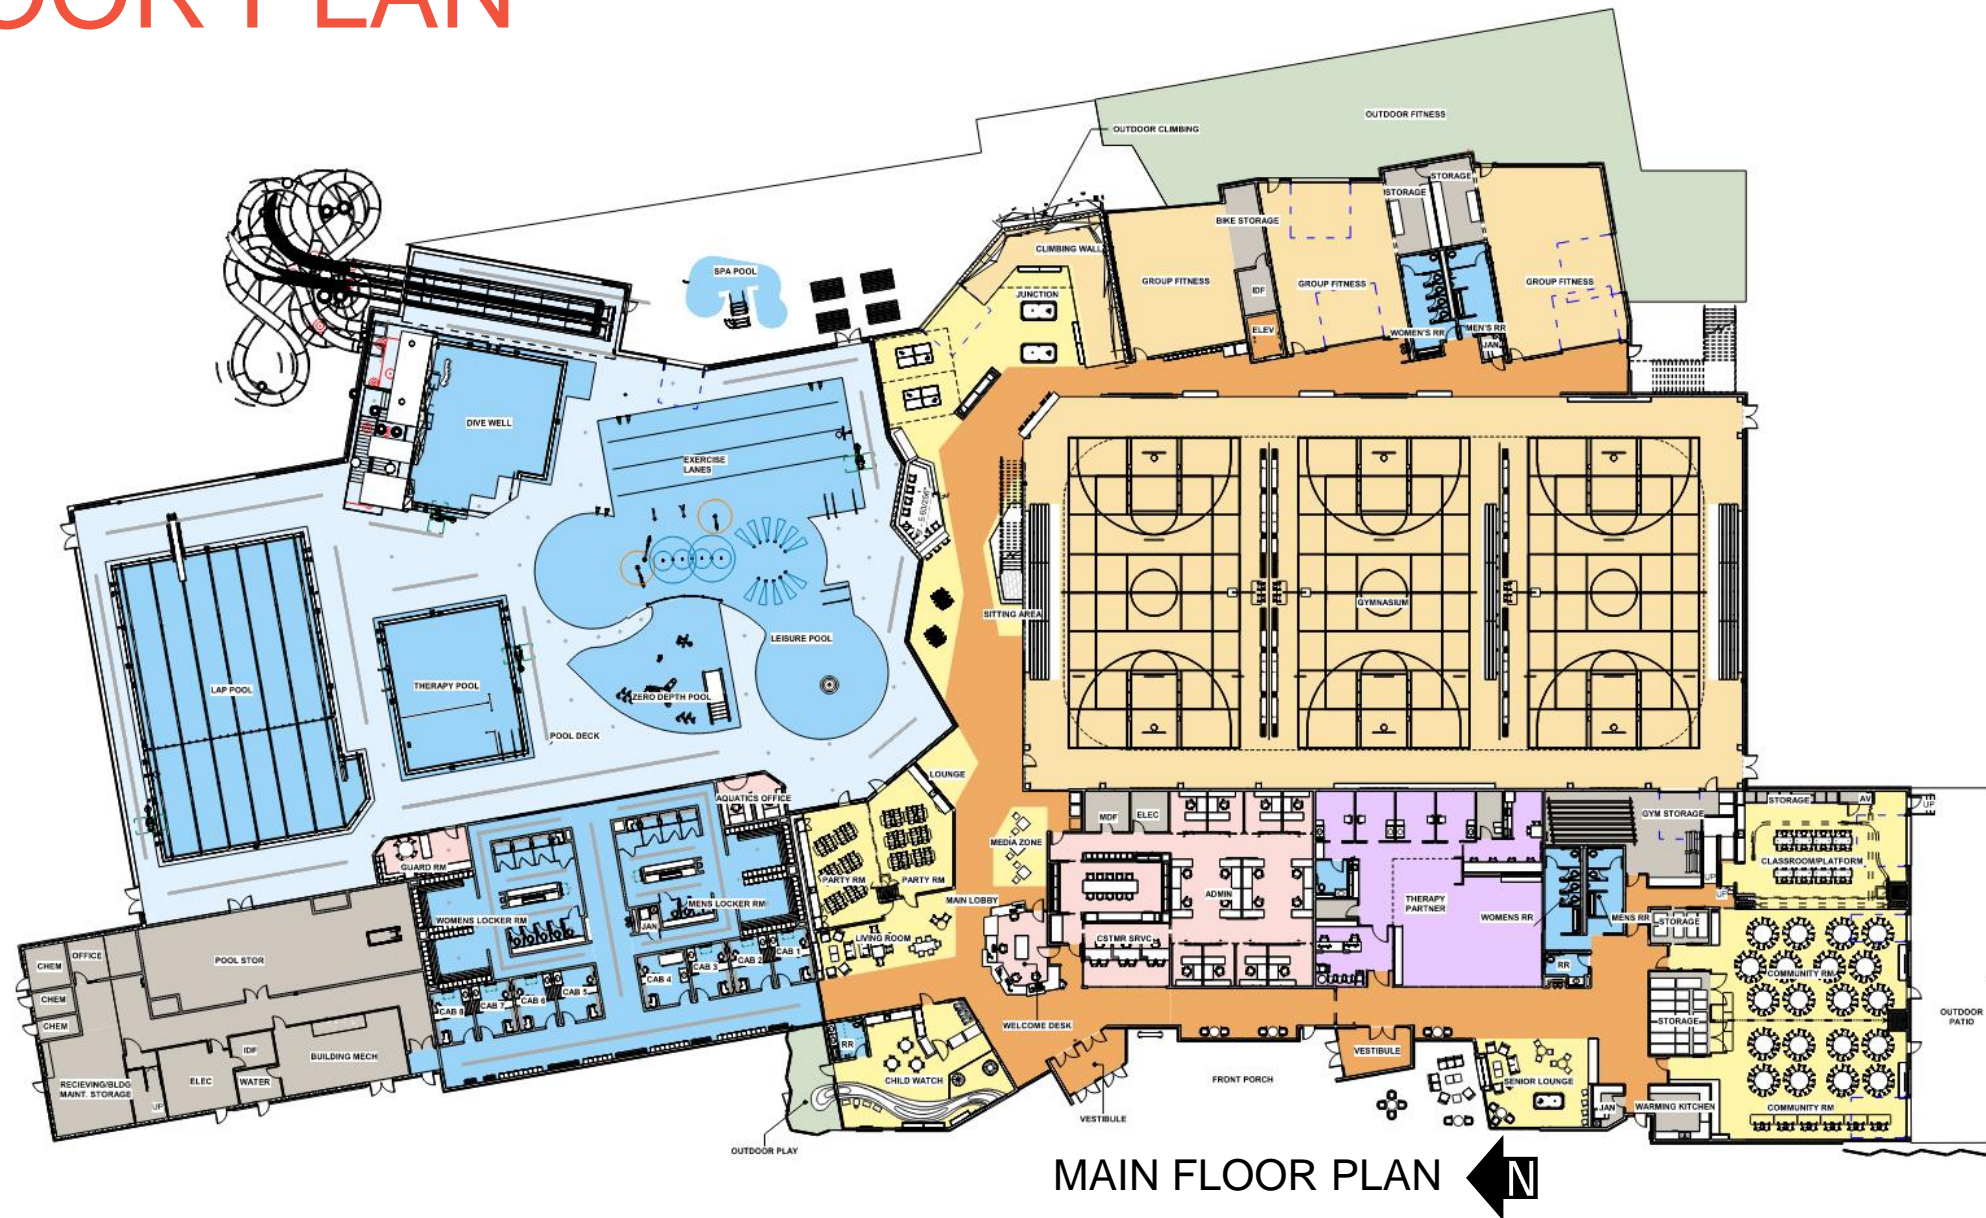 OOR PLAN
OUTDOOR FITNESS
OUTDOOR CLIMBING
STORAGE
STORAGE
BIKE STORAGE
CLIMBING WALL
SPA POOL
GROUP FITNESS
GROUP FITNESS
GROUP FITNESS
IDF
JUNCTION
ELEV
WOMEN'S RR
MEN'S RR
JAN
DIVE WELL
EXERCISE
LANES
SITTING AREA
GYMNASIUM
LEISURE POOL
LAP POOL
THERAPY POOL
ZERO DEPTH POOL
POOL DECK
LOUNGE
AQUATICS OFFICE
STORAGE
AV
UP
MDF
ELEC
GYM STORAGE
MEDIA ZONE
GUARD RM
CLASSROOM/PLATFORM
PARTY RM
PARTY RM
UP
ADMIN
UP
MAIN LOBBY
THERAPY
PARTNER
MENS LOCKER RM
WOMENS LOCKER RM
WOMENS RR
MENS RR
STORAGE
JAN
LIVING ROOM
CSTMR SRVC
CAB 1
CAB 2
CAB 3
CAB 4
OFFICE
POOL STOR
CHEM
RR
COMMUNITY RM
CAB 5
CAB 6
CAB 7
CAB 8
CHEM
CHEM
OUTDOOR
PATIO
WELCOME DESK
STORAGE
RR
IDF
BUILDING MECH
VESTIBULE
RECIEVING/BLDG
MAINT. STORAGE
ELEC
WATER
UP
CHILD WATCH
FRONT PORCH
SENIOR LOUNGE
JAN
WARMING KITCHEN
COMMUNITY RM
VESTIBULE
OUTDOOR PLAY
MAIN FLOOR PLAN
N